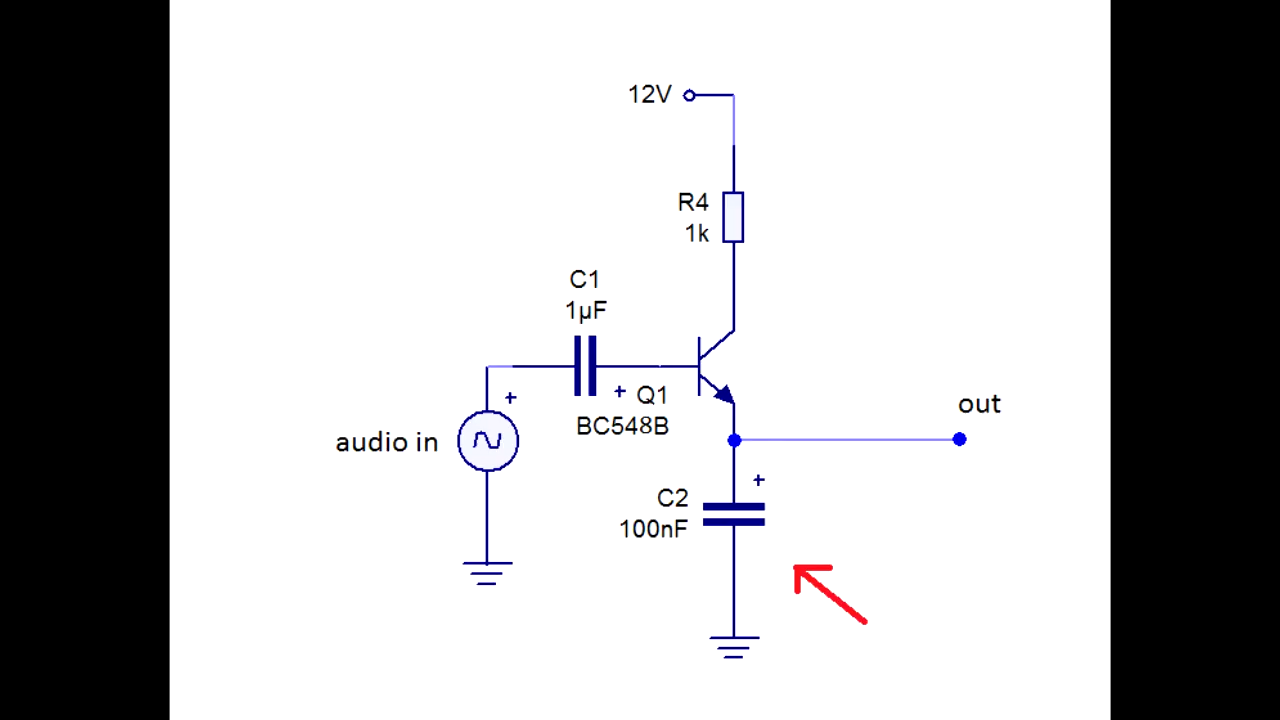 12V
R4
1k
C1
1µF
+
+
Q1
BC548B
audio in
out
+
C2
100nF